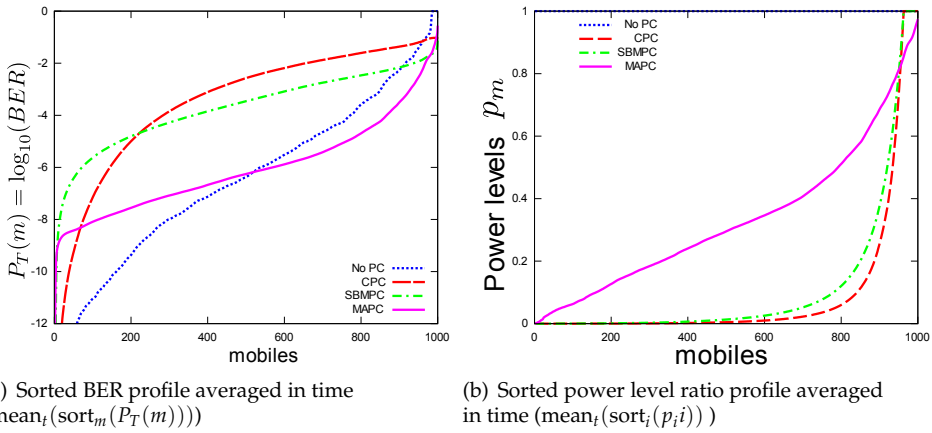 0
-2
-4
-6
-8
-10
-12
P_T(m) = log_10(BER)
No PC
CPC
SBMPC
MAPC
0 200 400 600 800 1000
mobiles
) Sorted BER profile averaged in time
mean_t(sort_m(P_T(m))))
1
0.8
0.6
0.4
0.2
0
Power levels p_m
No PC
CPC
SBMPC
MAPC
0 200 400 600 800 1000
mobiles
(b) Sorted power level ratio profile averaged
in time (mean_t(sort_i(p_i i)) )